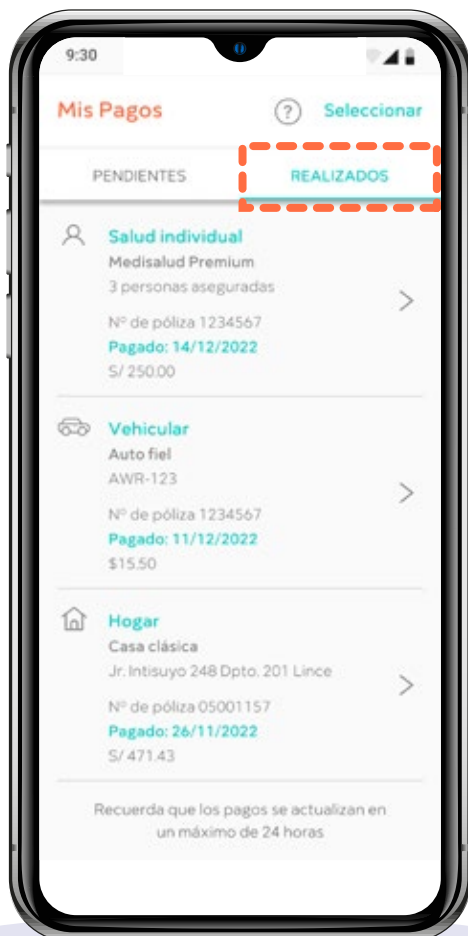 9:30
Mis Pagos ? Seleccionar
PENDIENTES REALIZADOS
Salud individual
Medisalud Premium
3 personas aseguradas
Nº de póliza 1234567
Pagado: 14/12/2022
S/ 250.00
Vehicular
Auto fiel
AWR-123
Nº de póliza 1234567
Pagado: 11/12/2022
$15.50
Hogar
Casa clásica
Jr. Intisuyo 248 Dpto. 201 Lince
Nº de póliza 05001157
Pagado: 26/11/2022
S/ 471.43
Recuerda que los pagos se actualizan en
un máximo de 24 horas